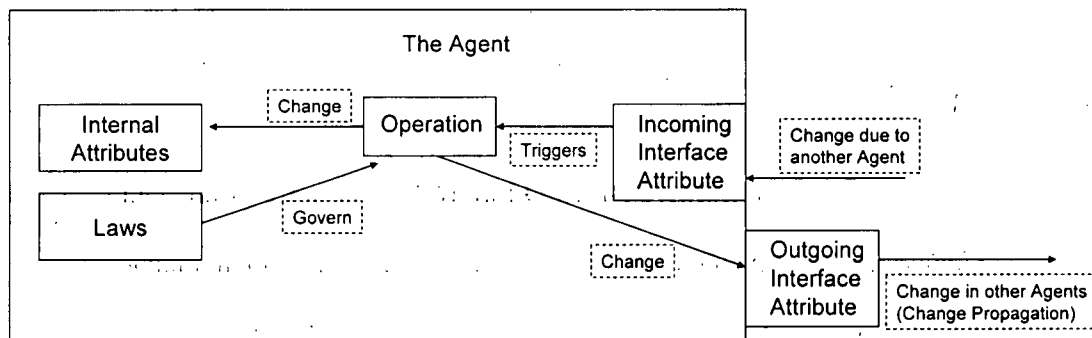 The Agent
Internal
Attributes
Change
Operation
Triggers
Incoming
Interface
Attribute
Change due to
another Agent
Laws
Govern
Change
Outgoing
Interface
Attribute
Change in other Agents
(Change Propagation)